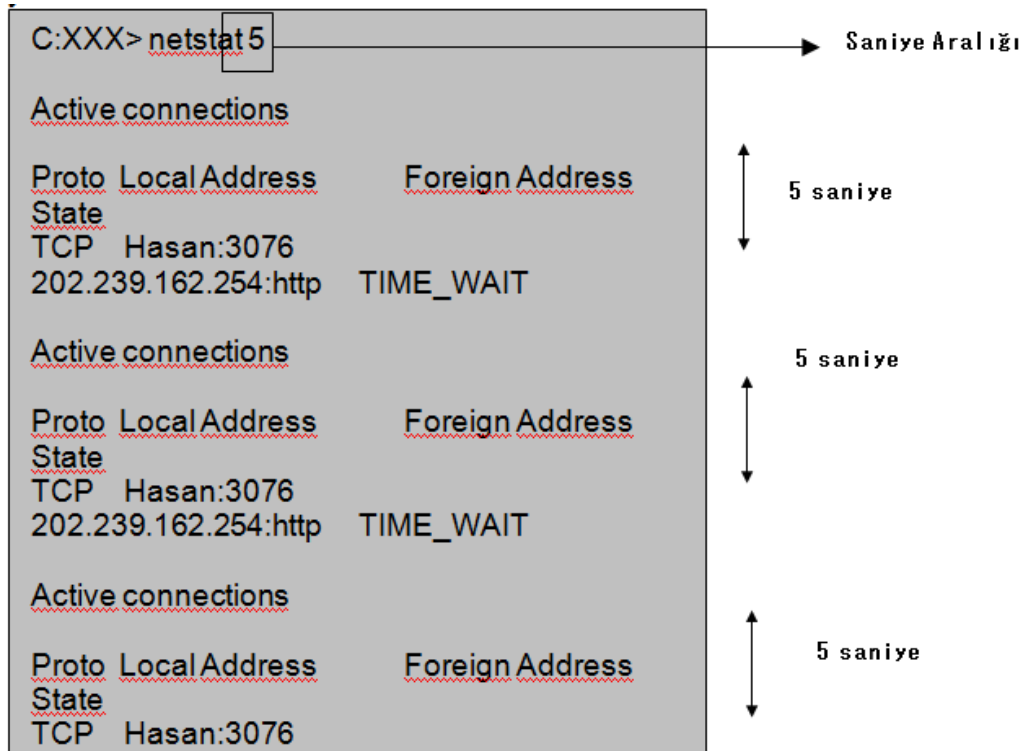 C:XXX> netstat 5
Saniye Aralığı
Active connections
Proto Local Address Foreign Address
State
TCP Hasan:3076
202.239.162.254:http TIME_WAIT
5 saniye
Active connections
5 saniye
Proto Local Address Foreign Address
State
TCP Hasan:3076
202.239.162.254:http TIME_WAIT
Active connections
Proto Local Address Foreign Address
State
TCP Hasan:3076
5 saniye